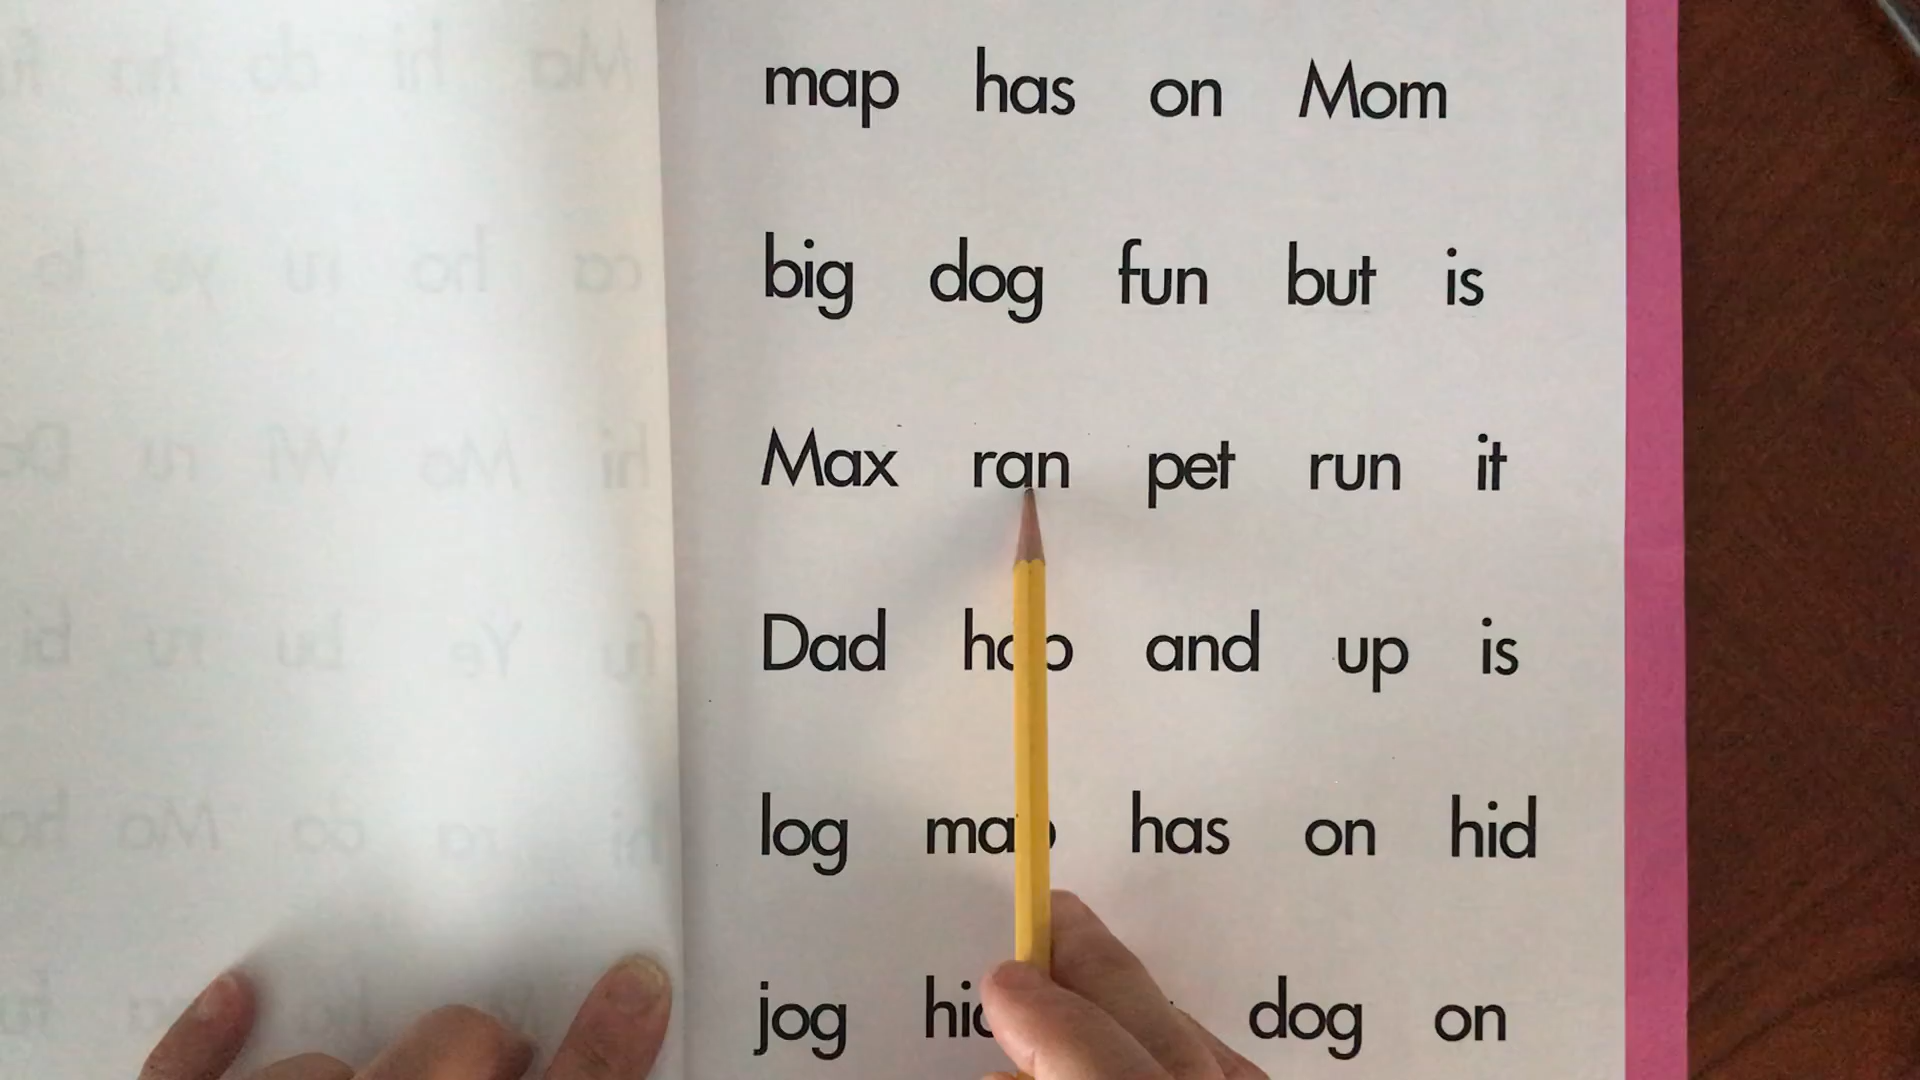 map has on Mom
big dog fun but is
Max ran pet run it
Dad and up is
log map has on hid
jog dog on